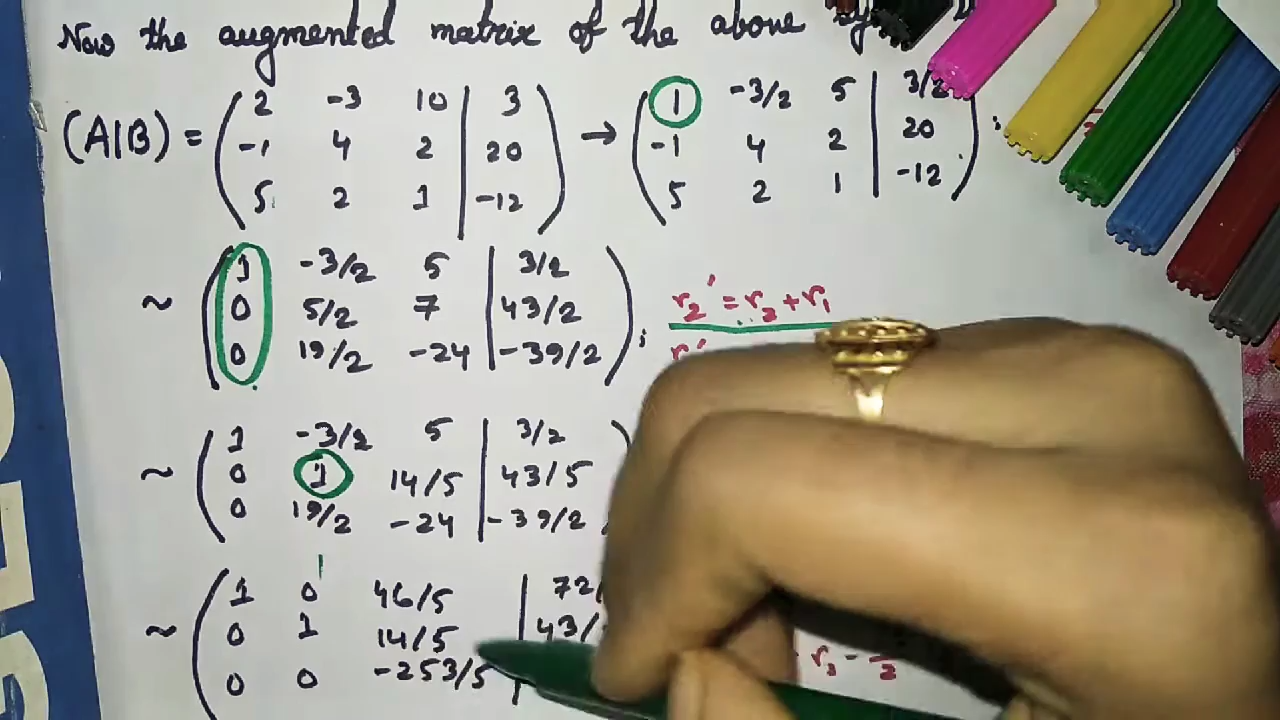 Now the augmented matrix of the above
(A|B) = ( 2 -3 10 | 3 ) → ( 1 -3/2 5 | 3/2 ) ;
-1 4 2 | 20 -1 4 2 | 20
5 2 1 | -12 5 2 1 | -12
~ ( 1 -3/2 5 | 3/2 ) ;
0 5/2 7 | 43/2 r₂' = r₂ + r₁
0 19/2 -24 | -39/2
~ ( 1 -3/2 5 | 3/2 )
0 1 14/5 | 43/5
0 19/2 -24 | -39/2
~ ( 1 0 46/5 | 72/
0 1 14/5 | 43/
0 0 -253/5 |